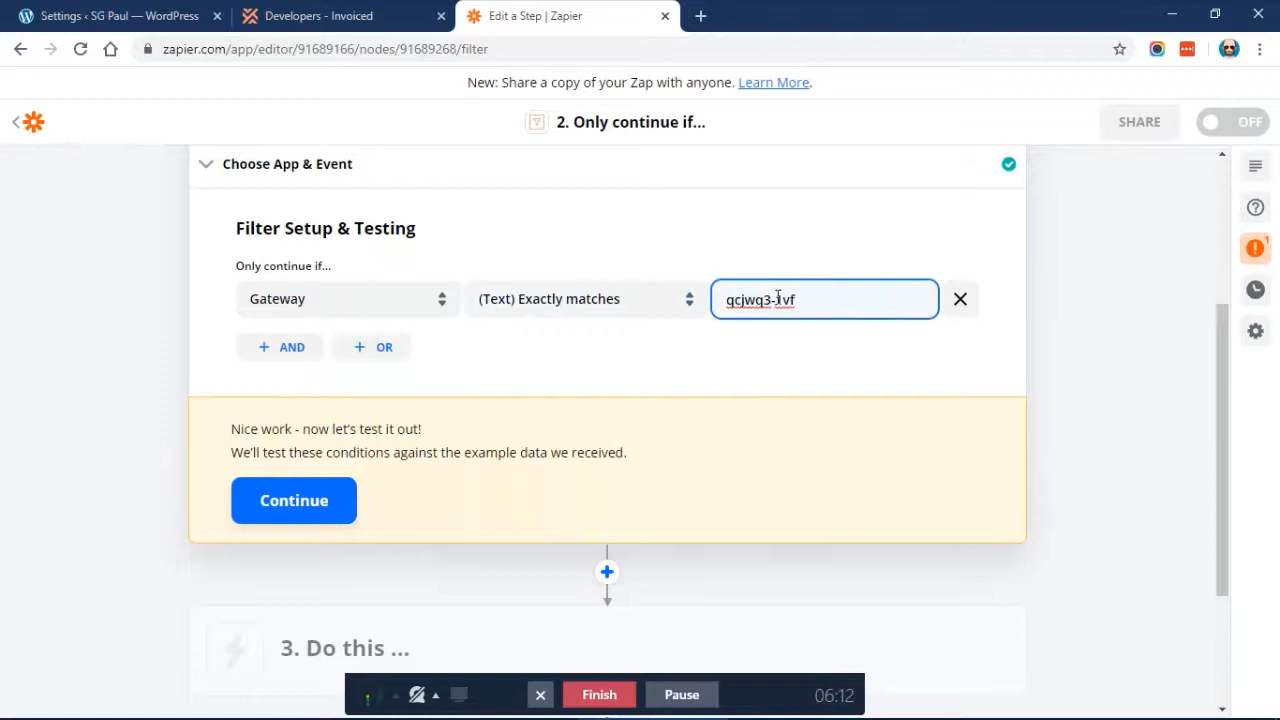 Settings ‹ SG Paul — WordPress
Developers - Invoiced
Edit a Step | Zapier
zapier.com/app/editor/91689166/nodes/91689268/filter
New: Share a copy of your Zap with anyone. Learn More.
2. Only continue if...
SHARE
OFF
Choose App & Event
1
Filter Setup & Testing
Only continue if...
Gateway
(Text) Exactly matches
+ AND
+ OR
Nice work - now let's test it out!
We'll test these conditions against the example data we received.
Continue
3. Do this ...
Finish
Pause
06:12